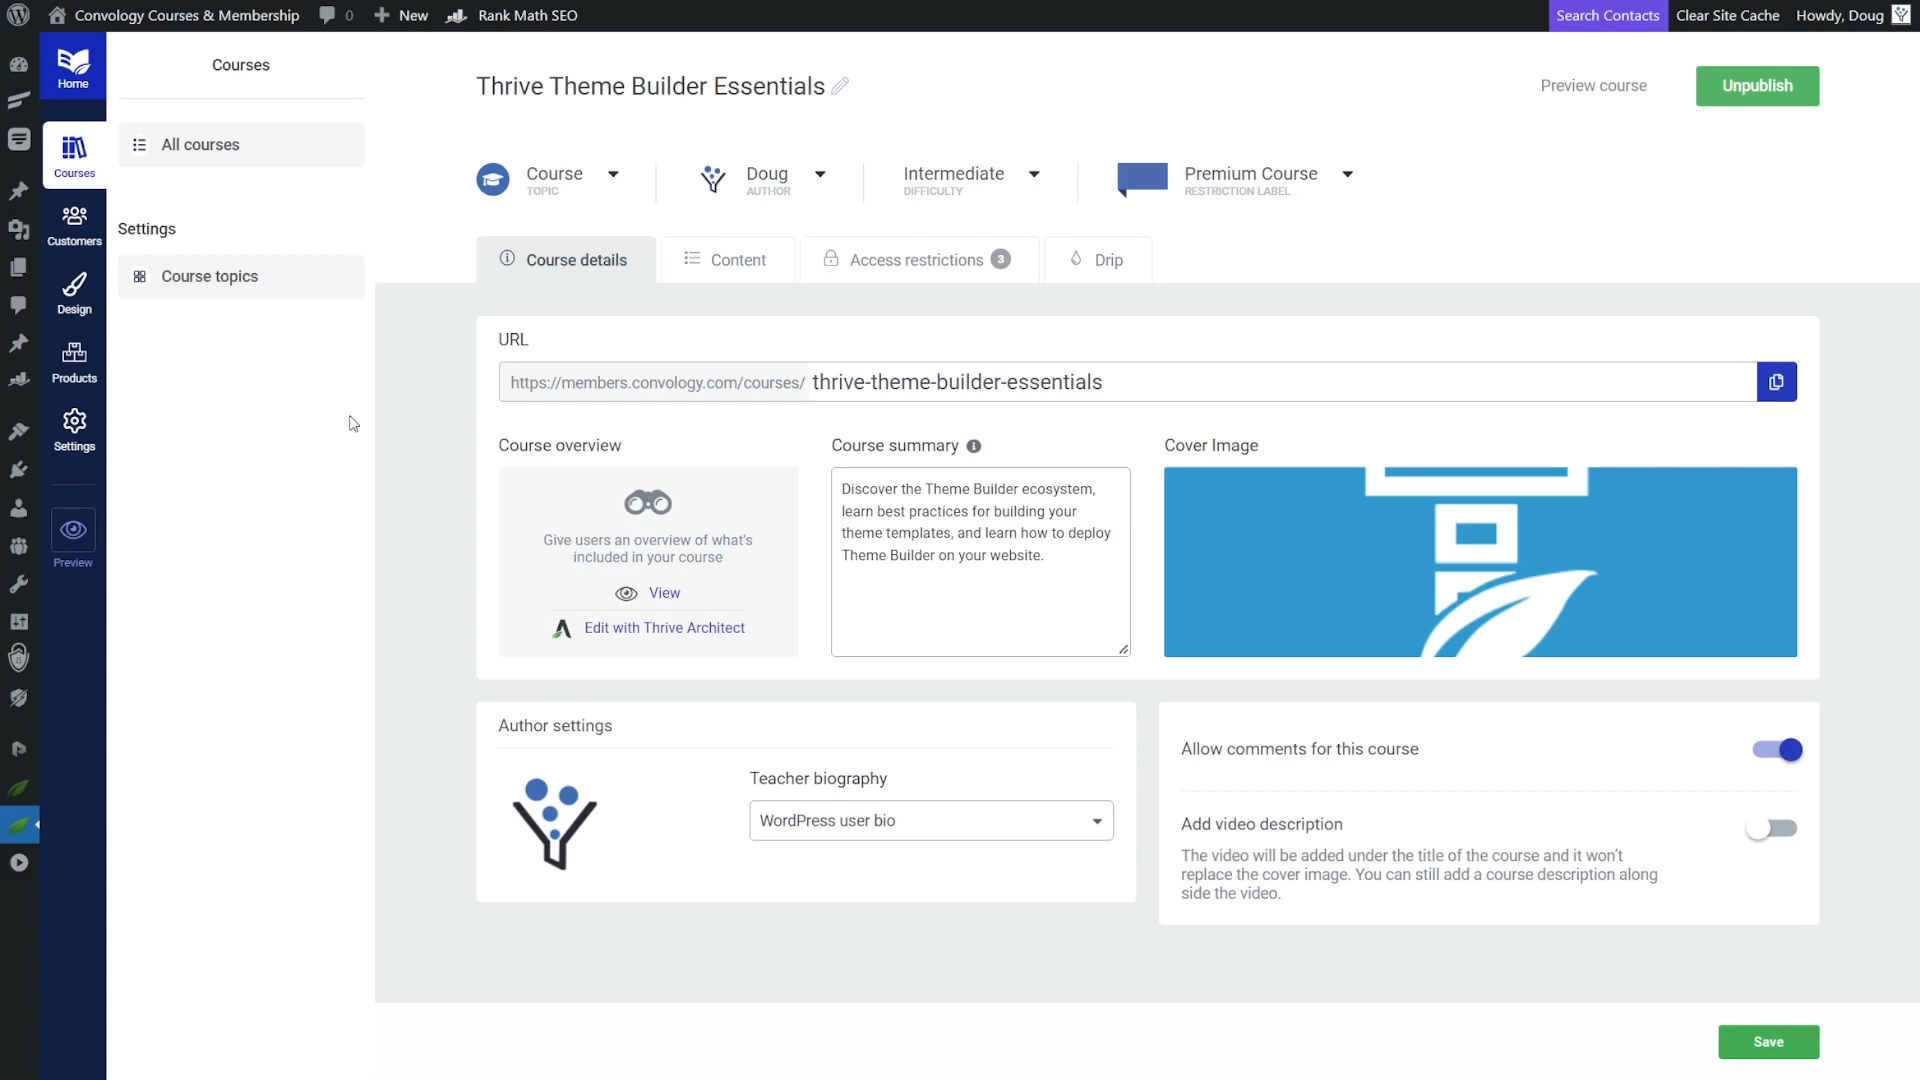 Convology Courses & Membership 0 New Rank Math SEO Search Contacts Clear Site Cache Howdy, Doug
Home
Courses
Customers
Design
Products
Settings
Preview
Courses
All courses
Settings
Course topics
Thrive Theme Builder Essentials
Preview course
Unpublish
Course
TOPIC
Doug
AUTHOR
Intermediate
DIFFICULTY
Premium Course
RESTRICTION LABEL
Course details
Content
Access restrictions 3
Drip
URL
https://members.convology.com/courses/ thrive-theme-builder-essentials
Course overview
Give users an overview of what's
included in your course
View
Edit with Thrive Architect
Course summary
Discover the Theme Builder ecosystem,
learn best practices for building your
theme templates, and learn how to deploy
Theme Builder on your website.
Cover Image
Author settings
Teacher biography
WordPress user bio
Allow comments for this course
Add video description
The video will be added under the title of the course and it won't
replace the cover image. You can still add a course description along
side the video.
Save